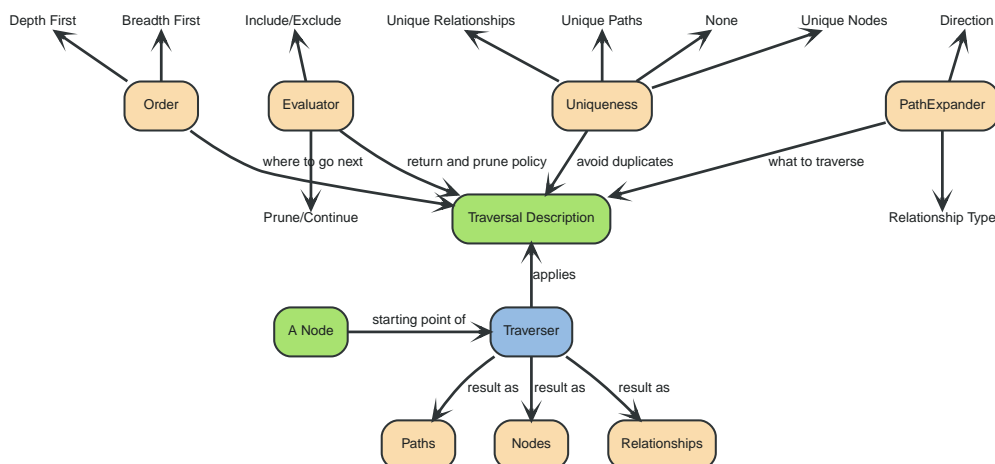 Depth First
Breadth First
Include/Exclude
Unique Relationships
Unique Paths
None
Unique Nodes
Direction
Order
Evaluator
Uniqueness
PathExpander
where to go next
return and prune policy
avoid duplicates
what to traverse
Prune/Continue
Traversal Description
Relationship Type
applies
A Node
starting point of
Traverser
result as
result as
result as
Paths
Nodes
Relationships